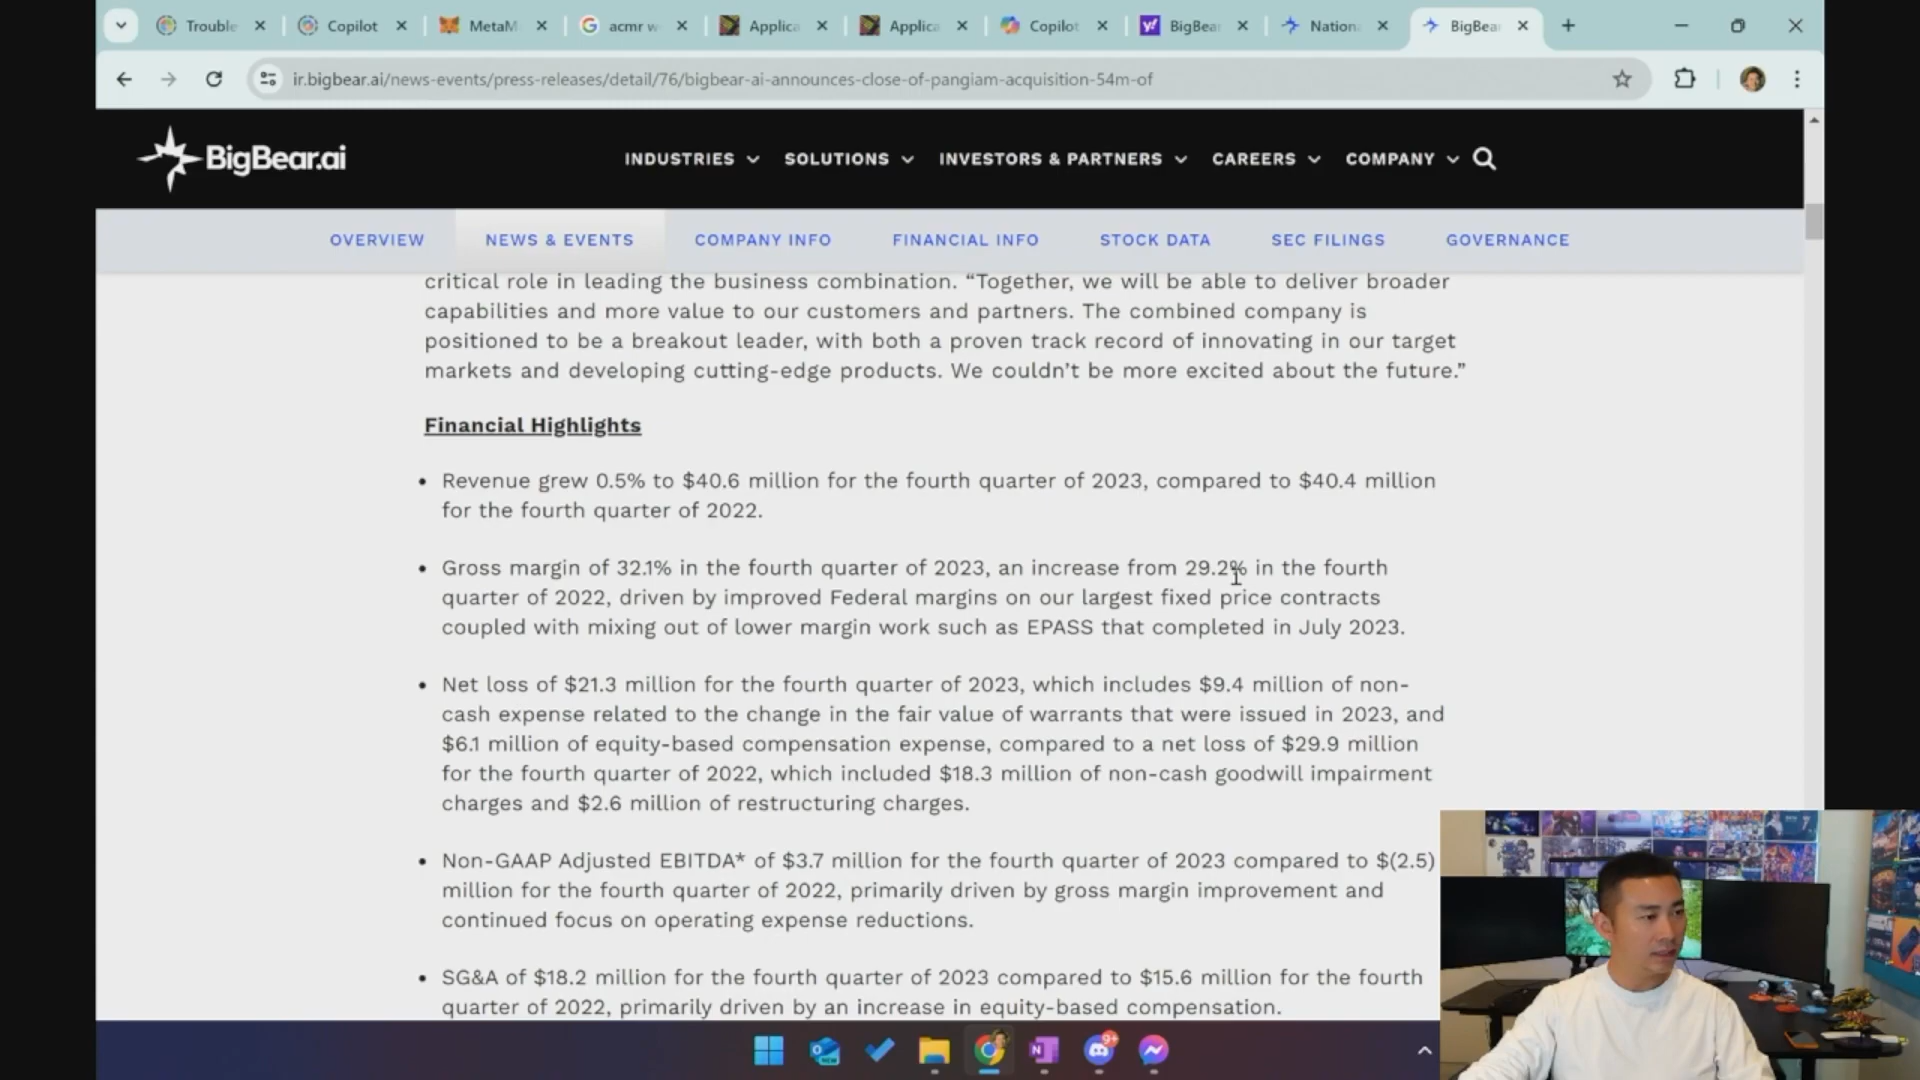 Trouble
Copilot
MetaM
acmr w
Applica
Applica
Copilot
BigBear
Nation
BigBear
ir.bigbear.ai/news-events/press-releases/detail/76/bigbear-ai-announces-close-of-pangiam-acquisition-54m-of
BigBear.ai
INDUSTRIES
SOLUTIONS
INVESTORS & PARTNERS
CAREERS
COMPANY
OVERVIEW
NEWS & EVENTS
COMPANY INFO
FINANCIAL INFO
STOCK DATA
SEC FILINGS
GOVERNANCE
critical role in leading the business combination. “Together, we will be able to deliver broader
capabilities and more value to our customers and partners. The combined company is
positioned to be a breakout leader, with both a proven track record of innovating in our target
markets and developing cutting-edge products. We couldn’t be more excited about the future.”
Financial Highlights
• Revenue grew 0.5% to $40.6 million for the fourth quarter of 2023, compared to $40.4 million
for the fourth quarter of 2022.
• Gross margin of 32.1% in the fourth quarter of 2023, an increase from 29.2% in the fourth
quarter of 2022, driven by improved Federal margins on our largest fixed price contracts
coupled with mixing out of lower margin work such as EPASS that completed in July 2023.
• Net loss of $21.3 million for the fourth quarter of 2023, which includes $9.4 million of non-
cash expense related to the change in the fair value of warrants that were issued in 2023, and
$6.1 million of equity-based compensation expense, compared to a net loss of $29.9 million
for the fourth quarter of 2022, which included $18.3 million of non-cash goodwill impairment
charges and $2.6 million of restructuring charges.
• Non-GAAP Adjusted EBITDA* of $3.7 million for the fourth quarter of 2023 compared to $(2.5)
million for the fourth quarter of 2022, primarily driven by gross margin improvement and
continued focus on operating expense reductions.
• SG&A of $18.2 million for the fourth quarter of 2023 compared to $15.6 million for the fourth
quarter of 2022, primarily driven by an increase in equity-based compensation.
NEW
N
9+